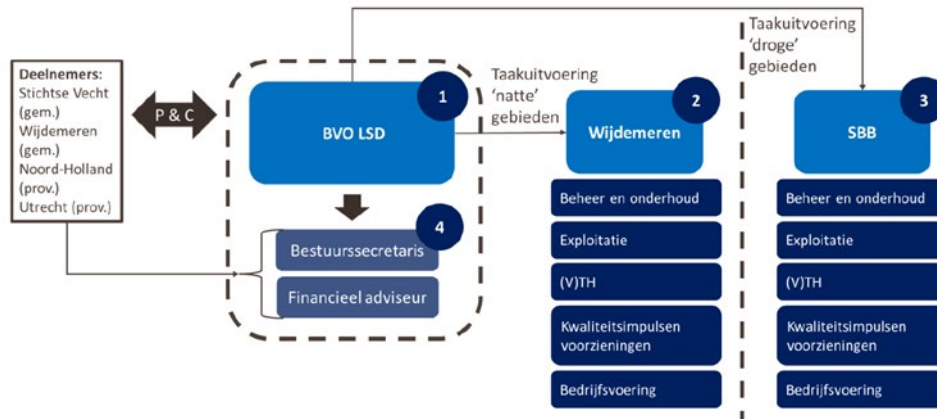 Deelnemers:
Stichtse Vecht
(gem.)
Wijdemeren
(gem.)
Noord-Holland
(prov.)
Utrecht (prov.)
P & C
1
BVO LSD
4
Bestuurssecretaris
Financieel adviseur
Taakuitvoering
‘natte’
gebieden
2
Wijdemeren
Beheer en onderhoud
Exploitatie
(V)TH
Kwaliteitsimpulsen
voorzieningen
Bedrijfsvoering
Taakuitvoering
‘droge’
gebieden
3
SBB
Beheer en onderhoud
Exploitatie
(V)TH
Kwaliteitsimpulsen
voorzieningen
Bedrijfsvoering